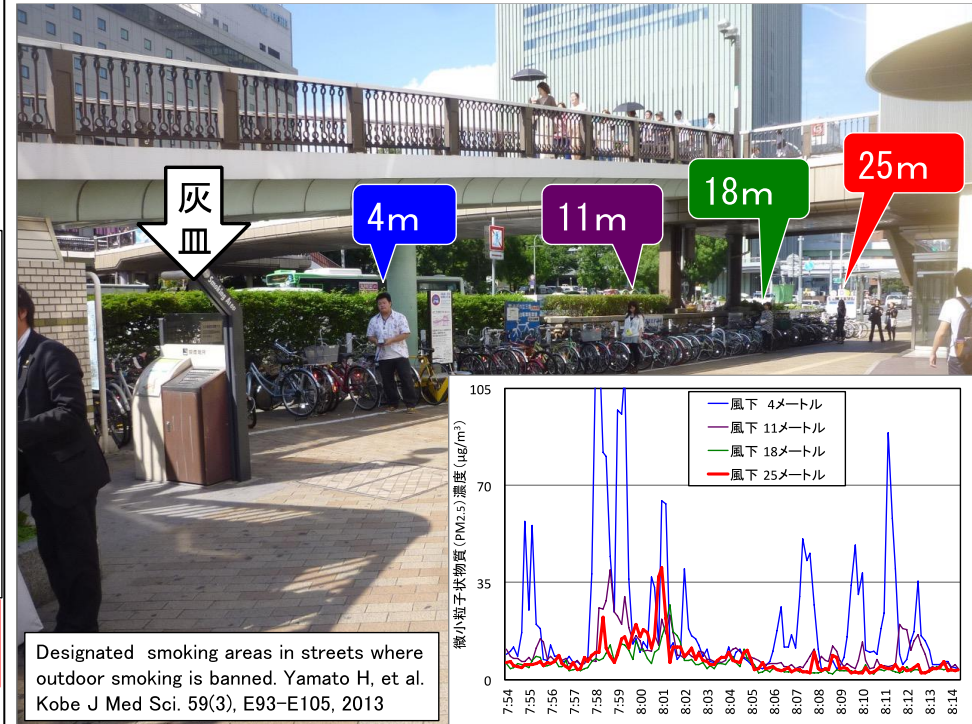 灰
皿
4m
11m
18m
25m
Smoking Area
105
70
35
0
微小粒子状物質(PM2.5)濃度(μg/m³)
風下 4メートル
風下 11メートル
風下 18メートル
風下 25メートル
7:54
7:55
7:56
7:57
7:58
7:59
8:00
8:01
8:02
8:03
8:04
8:05
8:06
8:07
8:08
8:09
8:10
8:11
8:12
8:13
8:14
Designated smoking areas in streets where
outdoor smoking is banned. Yamato H, et al.
Kobe J Med Sci. 59(3), E93-E105, 2013